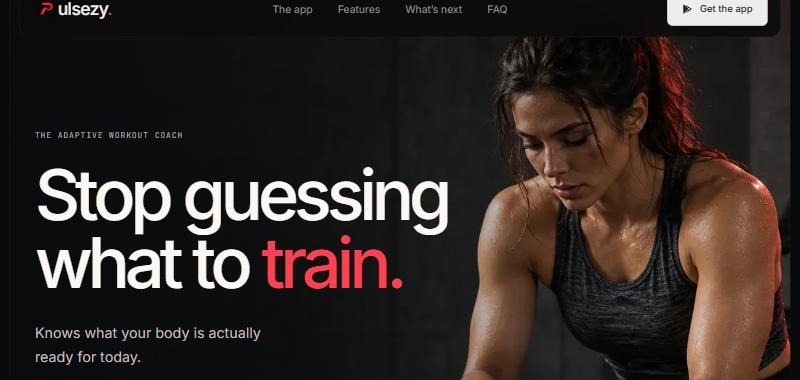 Pulsezy.
The app
Features
What's next
FAQ
Get the app
THE ADAPTIVE WORKOUT COACH
Stop guessing
what to train.
Knows what your body is actually
ready for today.